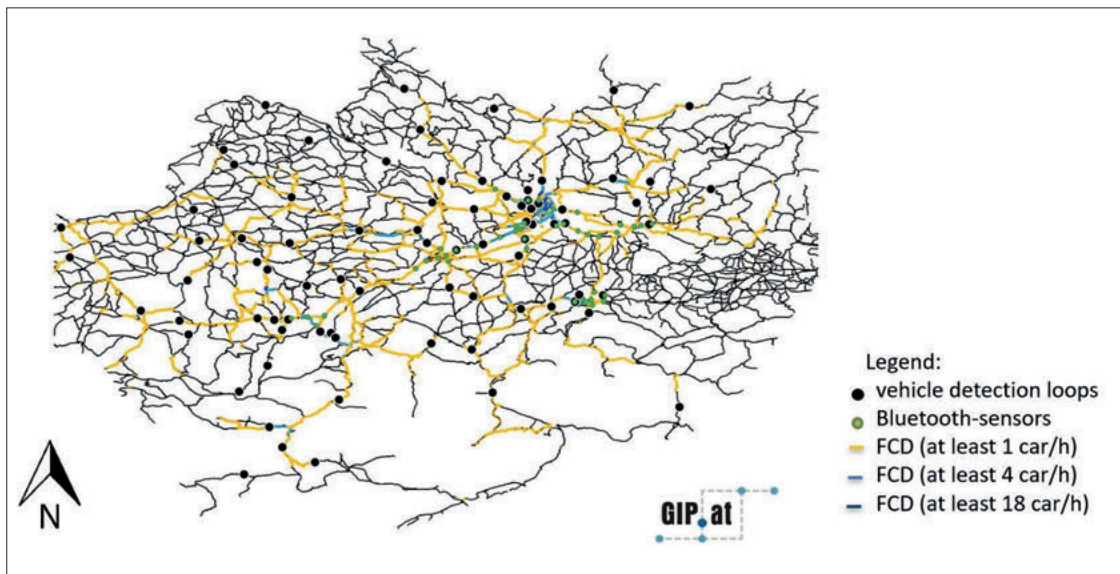 Legend:
vehicle detection loops
Bluetooth-sensors
FCD (at least 1 car/h)
FCD (at least 4 car/h)
FCD (at least 18 car/h)
N
GIP.at